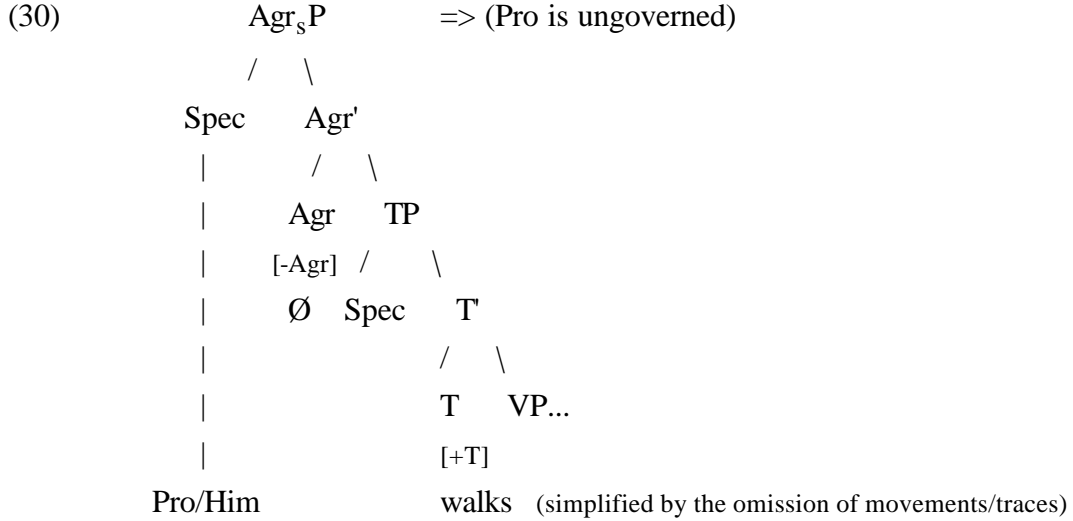 (30) AgrₛP => (Pro is ungoverned)
/ \
Spec Agr'
| / \
| Agr TP
| [-Agr] / \
| Ø Spec T'
| / \
| T VP...
| [+T]
Pro/Him walks (simplified by the omission of movements/traces)